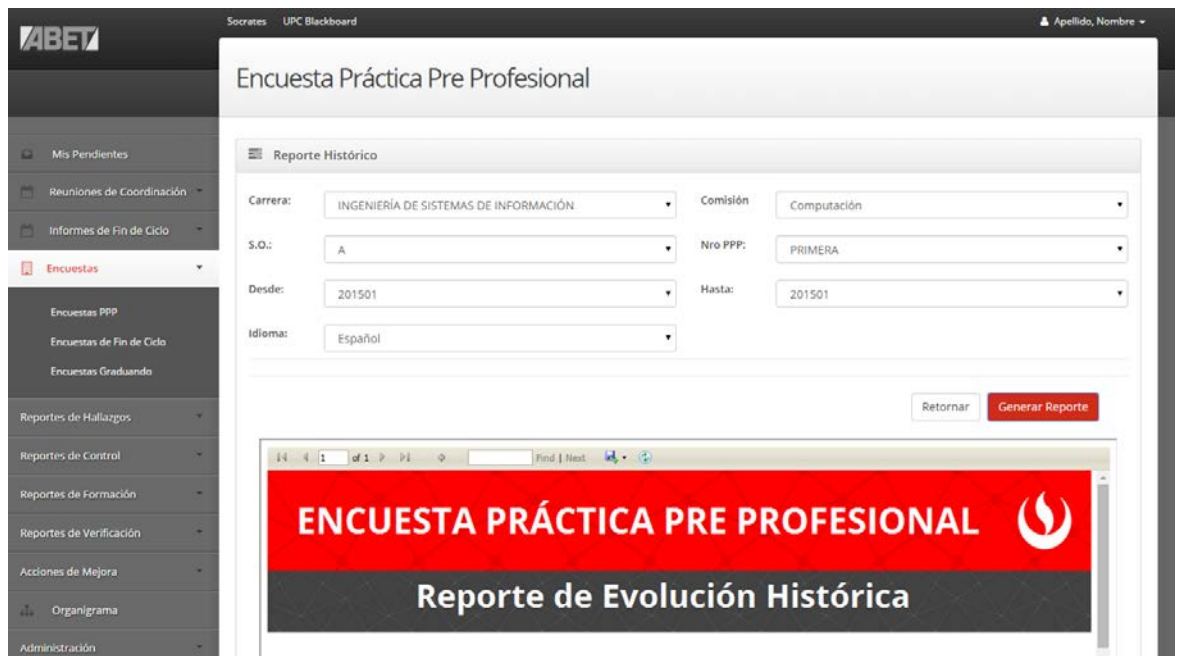 ABET
Socrates UPC Blackboard
Apellido, Nombre
Encuesta Práctica Pre Profesional
Mis Pendientes
Reuniones de Coordinación
Informes de Fin de Ciclo
Encuestas
Encuestas PPP
Encuestas de Fin de Ciclo
Encuestas Graduando
Reportes de Hallazgos
Reportes de Control
Reportes de Formación
Reportes de Verificación
Acciones de Mejora
Organigrama
Administración
Reporte Histórico
Carrera: INGENIERÍA DE SISTEMAS DE INFORMACIÓN Comisión Computación
S.O.: A Nro PPP: PRIMERA
Desde: 201501 Hasta: 201501
Idioma: Español
Retornar Generar Reporte
1 of 1 Find | Next
ENCUESTA PRÁCTICA PRE PROFESIONAL
Reporte de Evolución Histórica